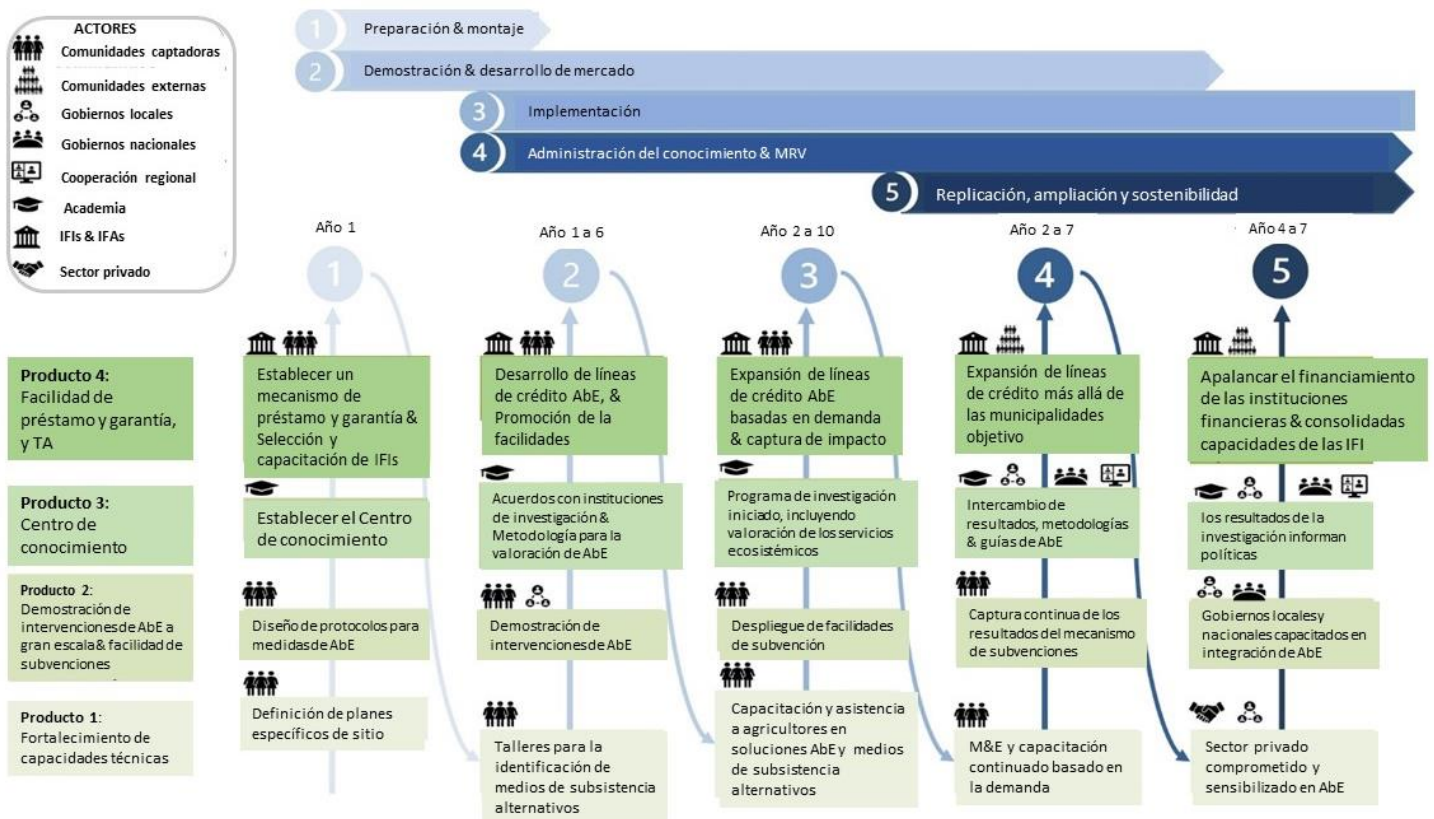 ACTORES
Comunidades captadoras
Comunidades externas
Gobiernos locales
Gobiernos nacionales
Cooperación regional
Academia
IFIs & IFAs
Sector privado
1
Preparación & montaje
2
Demostración & desarrollo de mercado
3
Implementación
4
Administración del conocimiento & MRV
5
Replicación, ampliación y sostenibilidad
Año 1
Año 1 a 6
Año 2 a 10
Año 2 a 7
Año 4 a 7
1
2
3
4
5
Producto 4:
Facilidad de
préstamo y garantía,
y TA
Establecer un
mecanismo de
préstamo y garantía &
Selección y
capacitación de IFIs
Desarrollo de líneas
de crédito AbE, &
Promoción de la
facilidades
Expansión de líneas
de crédito AbE
basadas en demanda
& captura de impacto
Expansión de líneas
de crédito más allá de
las municipalidades
objetivo
Apalancar el financiamiento
de las instituciones
financieras & consolidadas
capacidades de las IFI
Producto 3:
Centro de
conocimiento
Establecer el Centro
de conocimiento
Acuerdos con instituciones
de investigación &
Metodología para la
valoración de AbE
Programa de investigación
iniciado, incluyendo
valoración de los servicios
ecosistémicos
Intercambio de
resultados, metodologías
& guías de AbE
los resultados de la
investigación informan
políticas
Producto 2:
Demostración de
intervenciones de AbE a
gran escala & facilidad de
subvenciones
Diseño de protocolos para
medidas de AbE
Demostración de
intervenciones de AbE
Despliegue de facilidades
de subvención
Captura continua de los
resultados del mecanismo
de subvenciones
Gobiernos locales y
nacionales capacitados en
integración de AbE
Producto 1:
Fortalecimiento de
capacidades técnicas
Definición de planes
específicos de sitio
Talleres para la
identificación de
medios de subsistencia
alternativos
Capacitación y asistencia
a agricultores en
soluciones AbE y medios
de subsistencia
alternativos
M&E y capacitación
continuado basado en
la demanda
Sector privado
comprometido y
sensibilizado en AbE